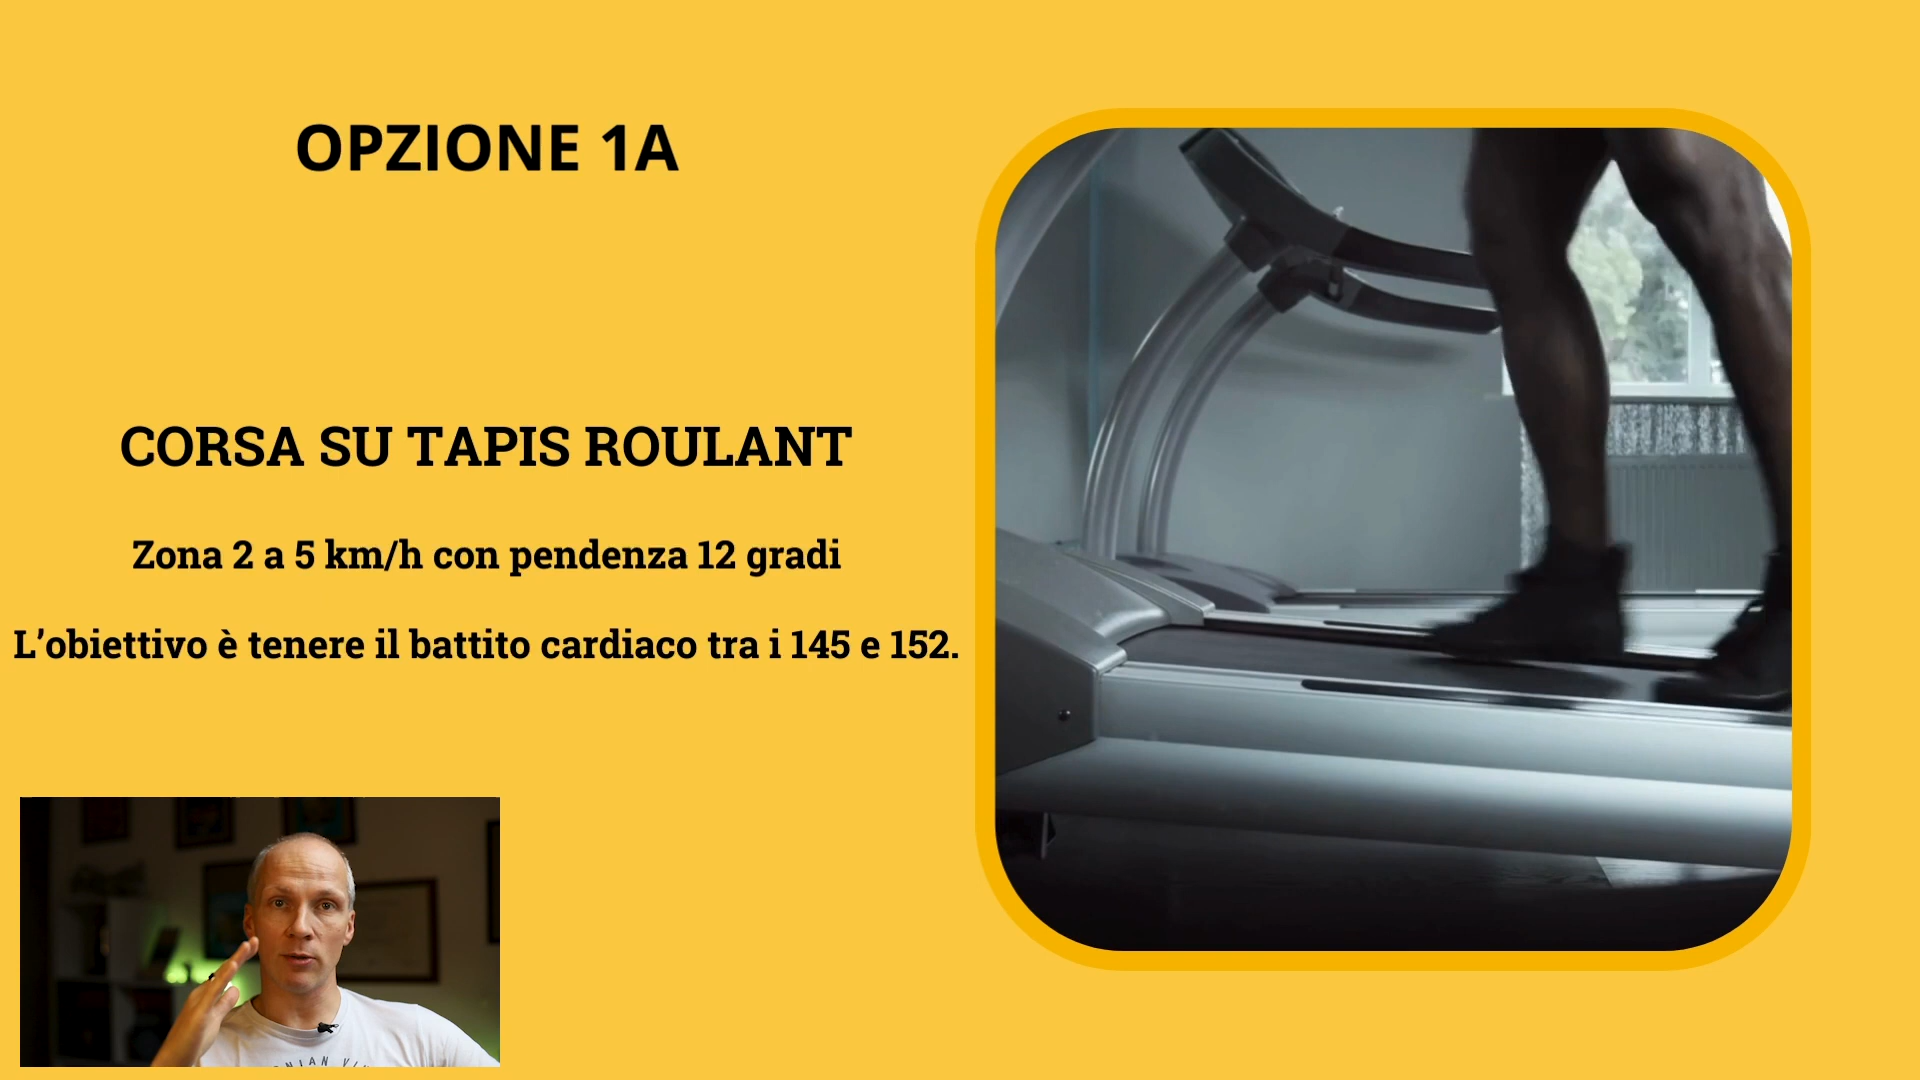 OPZIONE 1A
CORSA SU TAPIS ROULANT
Zona 2 a 5 km/h con pendenza 12 gradi
L’obiettivo è tenere il battito cardiaco tra i 145 e 152.